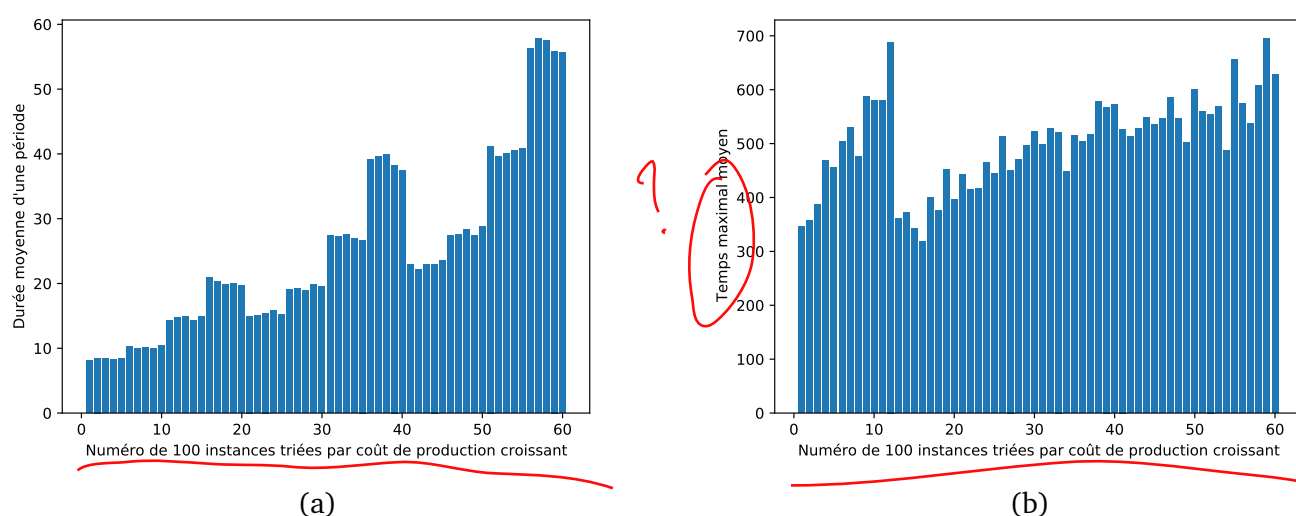 60
50
40
30
20
10
0
Durée moyenne d'une période
0 10 20 30 40 50 60
Numéro de 100 instances triées par coût de production croissant
(a)
?
700
600
500
400
300
200
100
0
Temps maximal moyen
0 10 20 30 40 50 60
Numéro de 100 instances triées par coût de production croissant
(b)